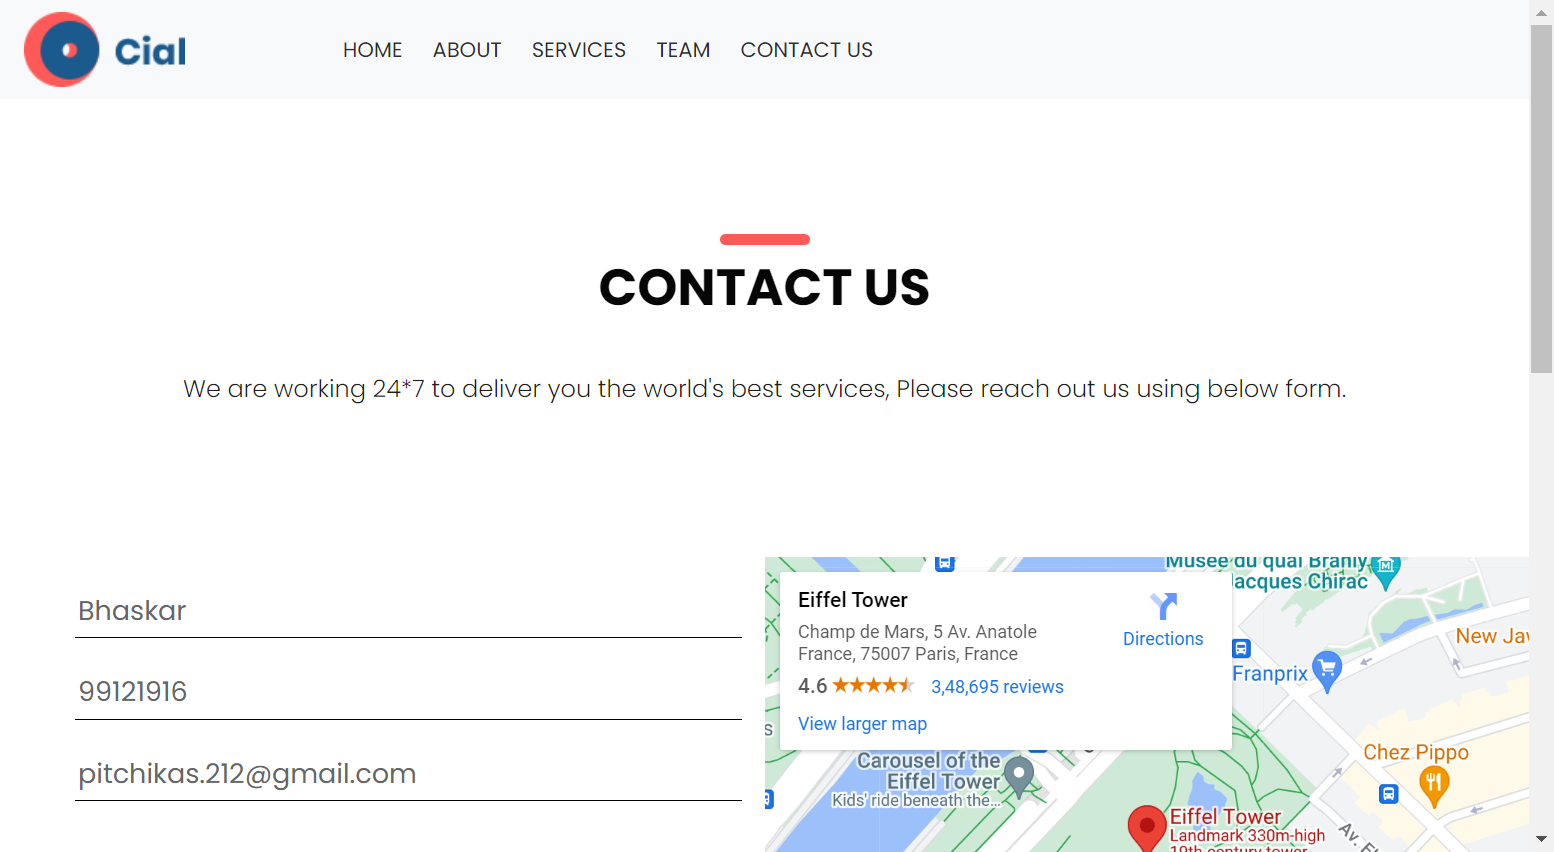 Cial
HOME ABOUT SERVICES TEAM CONTACT US
CONTACT US
We are working 24*7 to deliver you the world's best services, Please reach out us using below form.
Bhaskar
99121916
pitchikas.212@gmail.com
Eiffel Tower
Champ de Mars, 5 Av. Anatole
France, 75007 Paris, France
4.6 3,48,695 reviews
View larger map
Directions
Musée du quai Branly
Jacques Chirac
New Jaw
Franprix
Chez Pippo
Carousel of the
Eiffel Tower
Kids' ride beneath the...
Eiffel Tower
Landmark 330m-high
19th-century tower
Av.